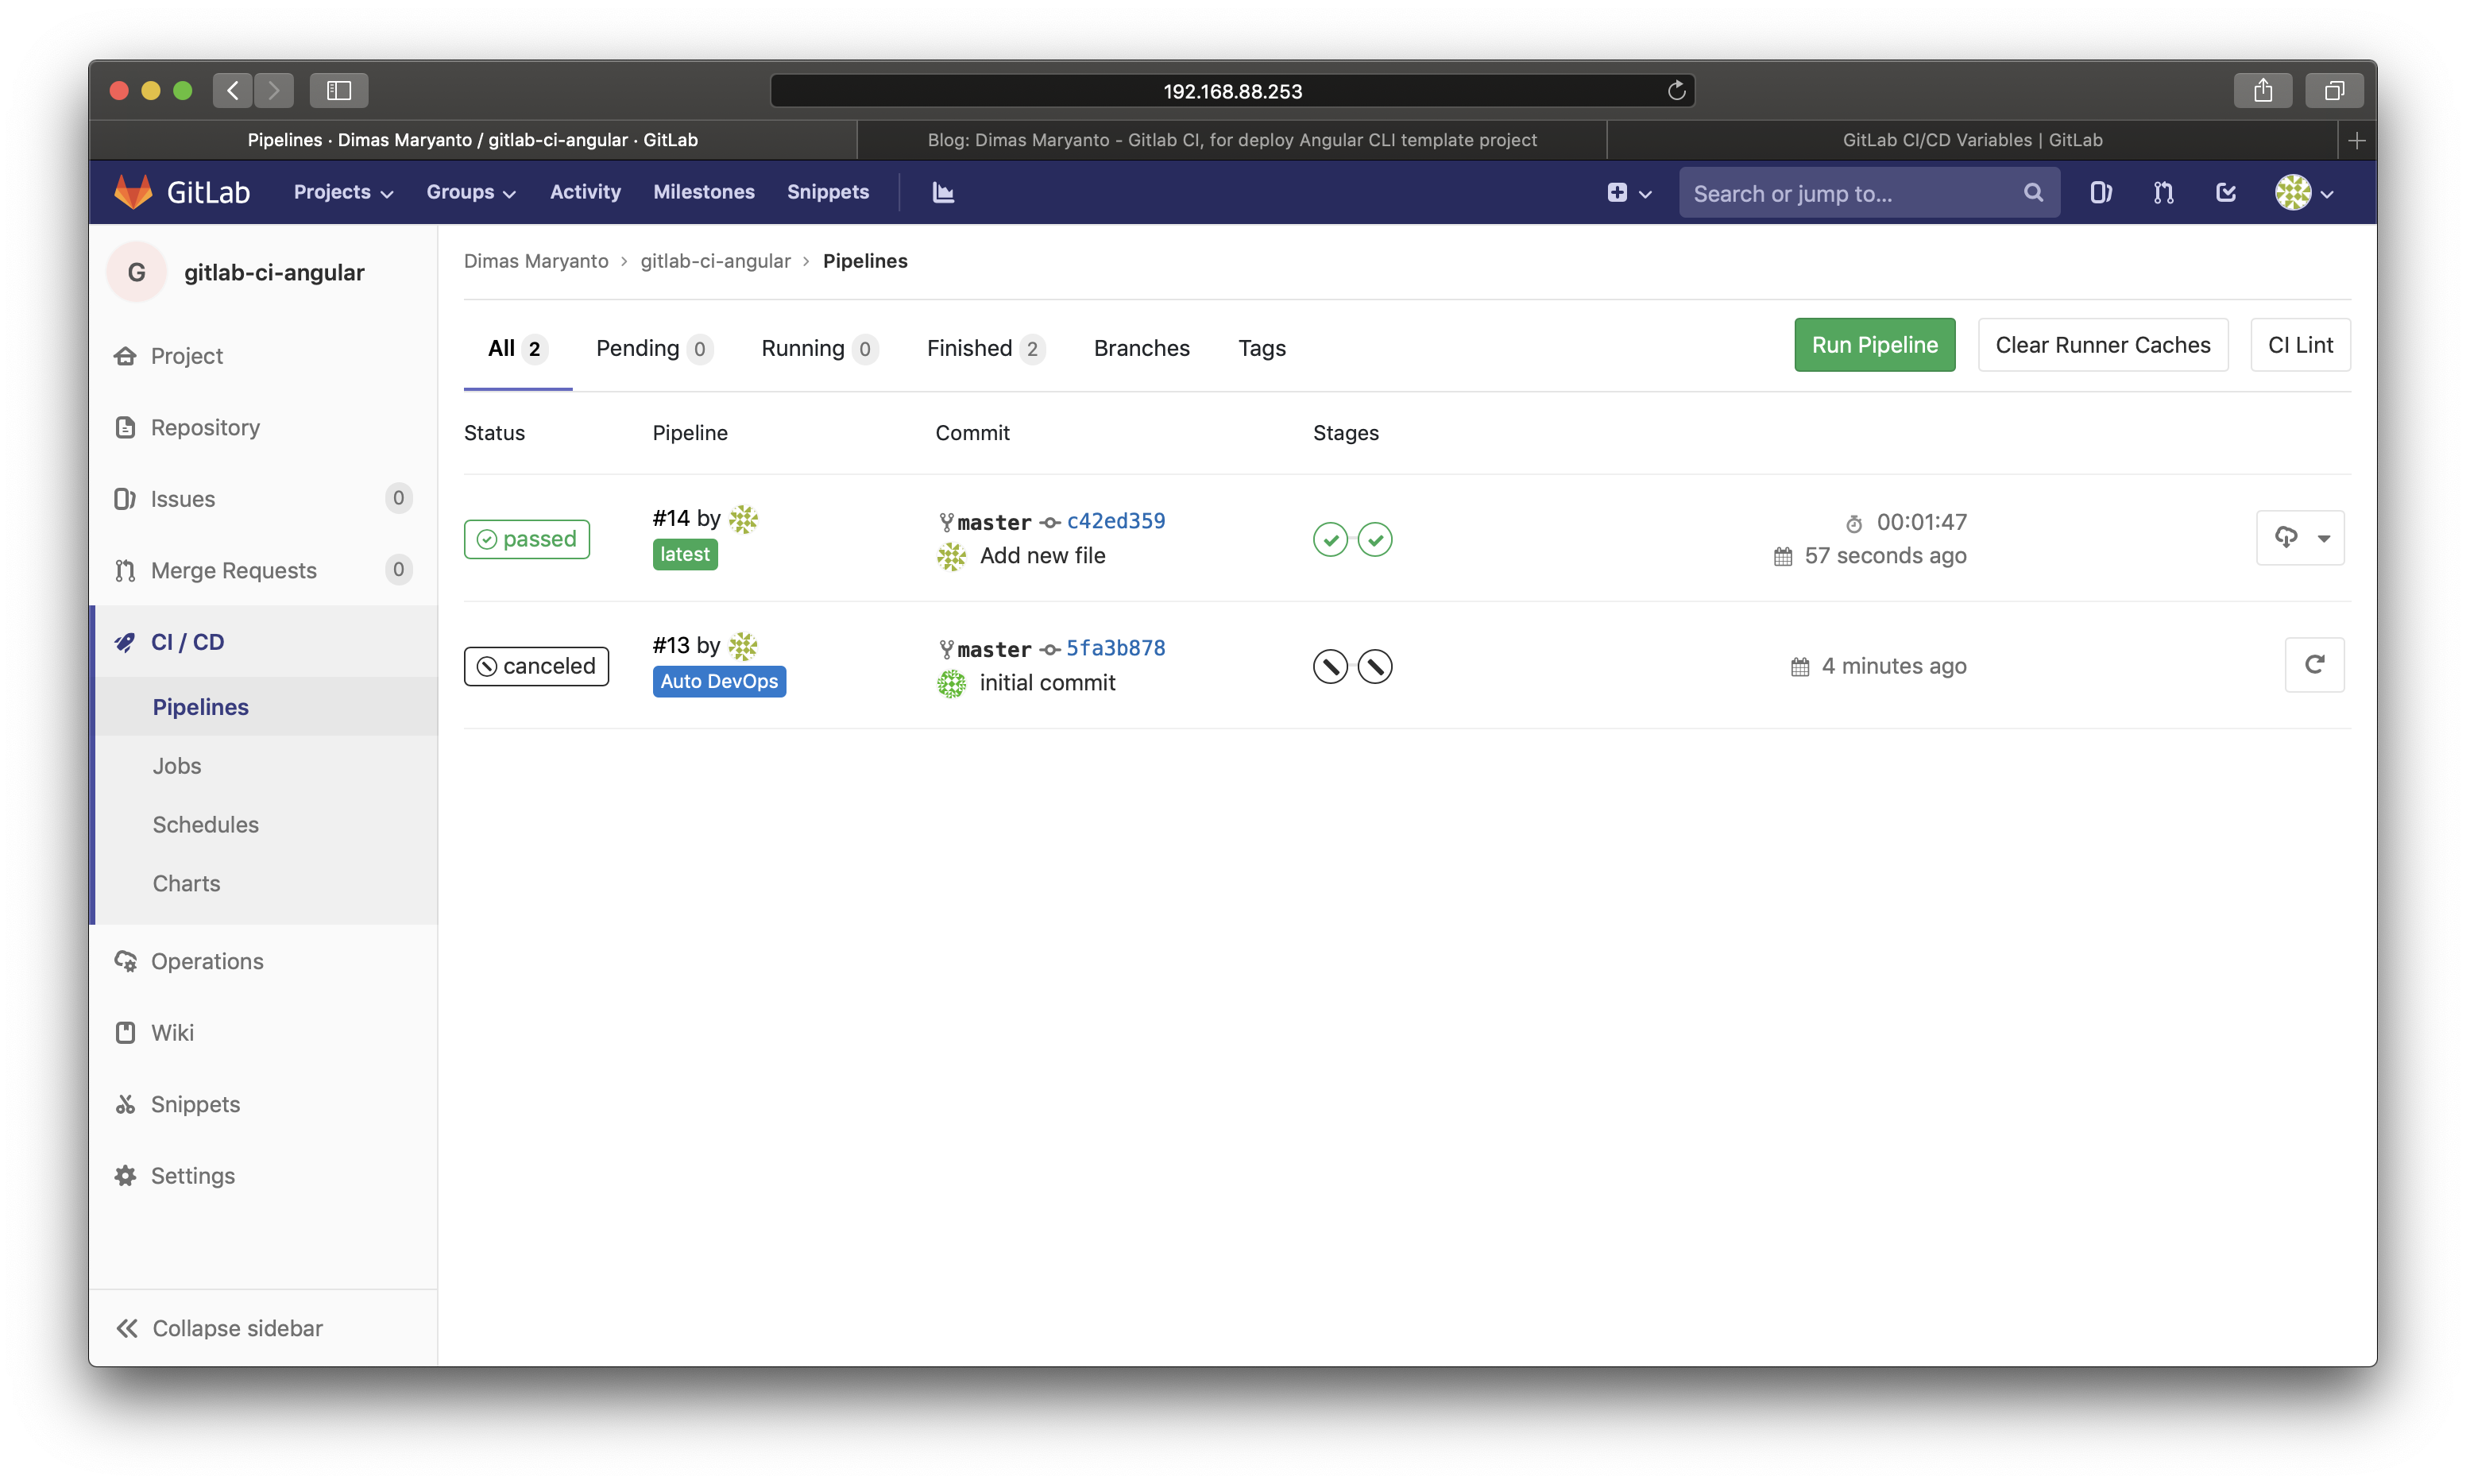 192.168.88.253
Pipelines · Dimas Maryanto / gitlab-ci-angular · GitLab
Blog: Dimas Maryanto - Gitlab CI, for deploy Angular CLI template project
GitLab CI/CD Variables | GitLab
GitLab
Projects
Groups
Activity
Milestones
Snippets
Search or jump to...
G
gitlab-ci-angular
Project
Repository
Issues 0
Merge Requests 0
CI / CD
Pipelines
Jobs
Schedules
Charts
Operations
Wiki
Snippets
Settings
Collapse sidebar
Dimas Maryanto › gitlab-ci-angular › Pipelines
All 2
Pending 0
Running 0
Finished 2
Branches
Tags
Run Pipeline
Clear Runner Caches
CI Lint
Status
Pipeline
Commit
Stages
passed
#14 by
latest
master c42ed359
Add new file
00:01:47
57 seconds ago
canceled
#13 by
Auto DevOps
master 5fa3b878
initial commit
4 minutes ago